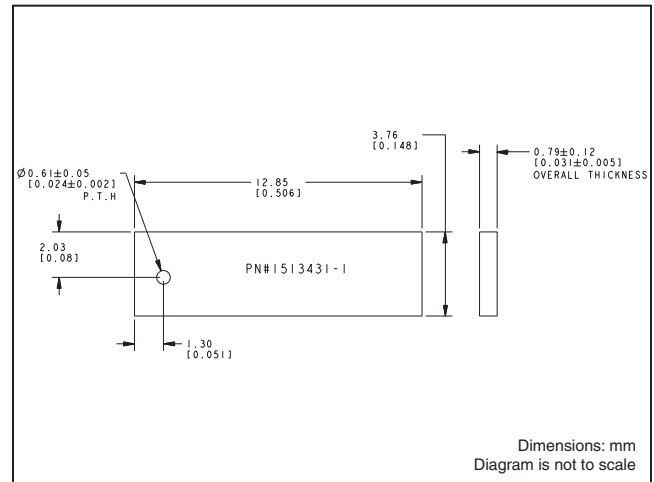 3.76
[0.148]
0.79±0.12
[0.031±0.005]
OVERALL THICKNESS
Ø0.61±0.05
[0.024±0.002]
P.T.H
12.85
[0.506]
2.03
[0.08]
PN#1513431-1
1.30
[0.051]
Dimensions: mm
Diagram is not to scale